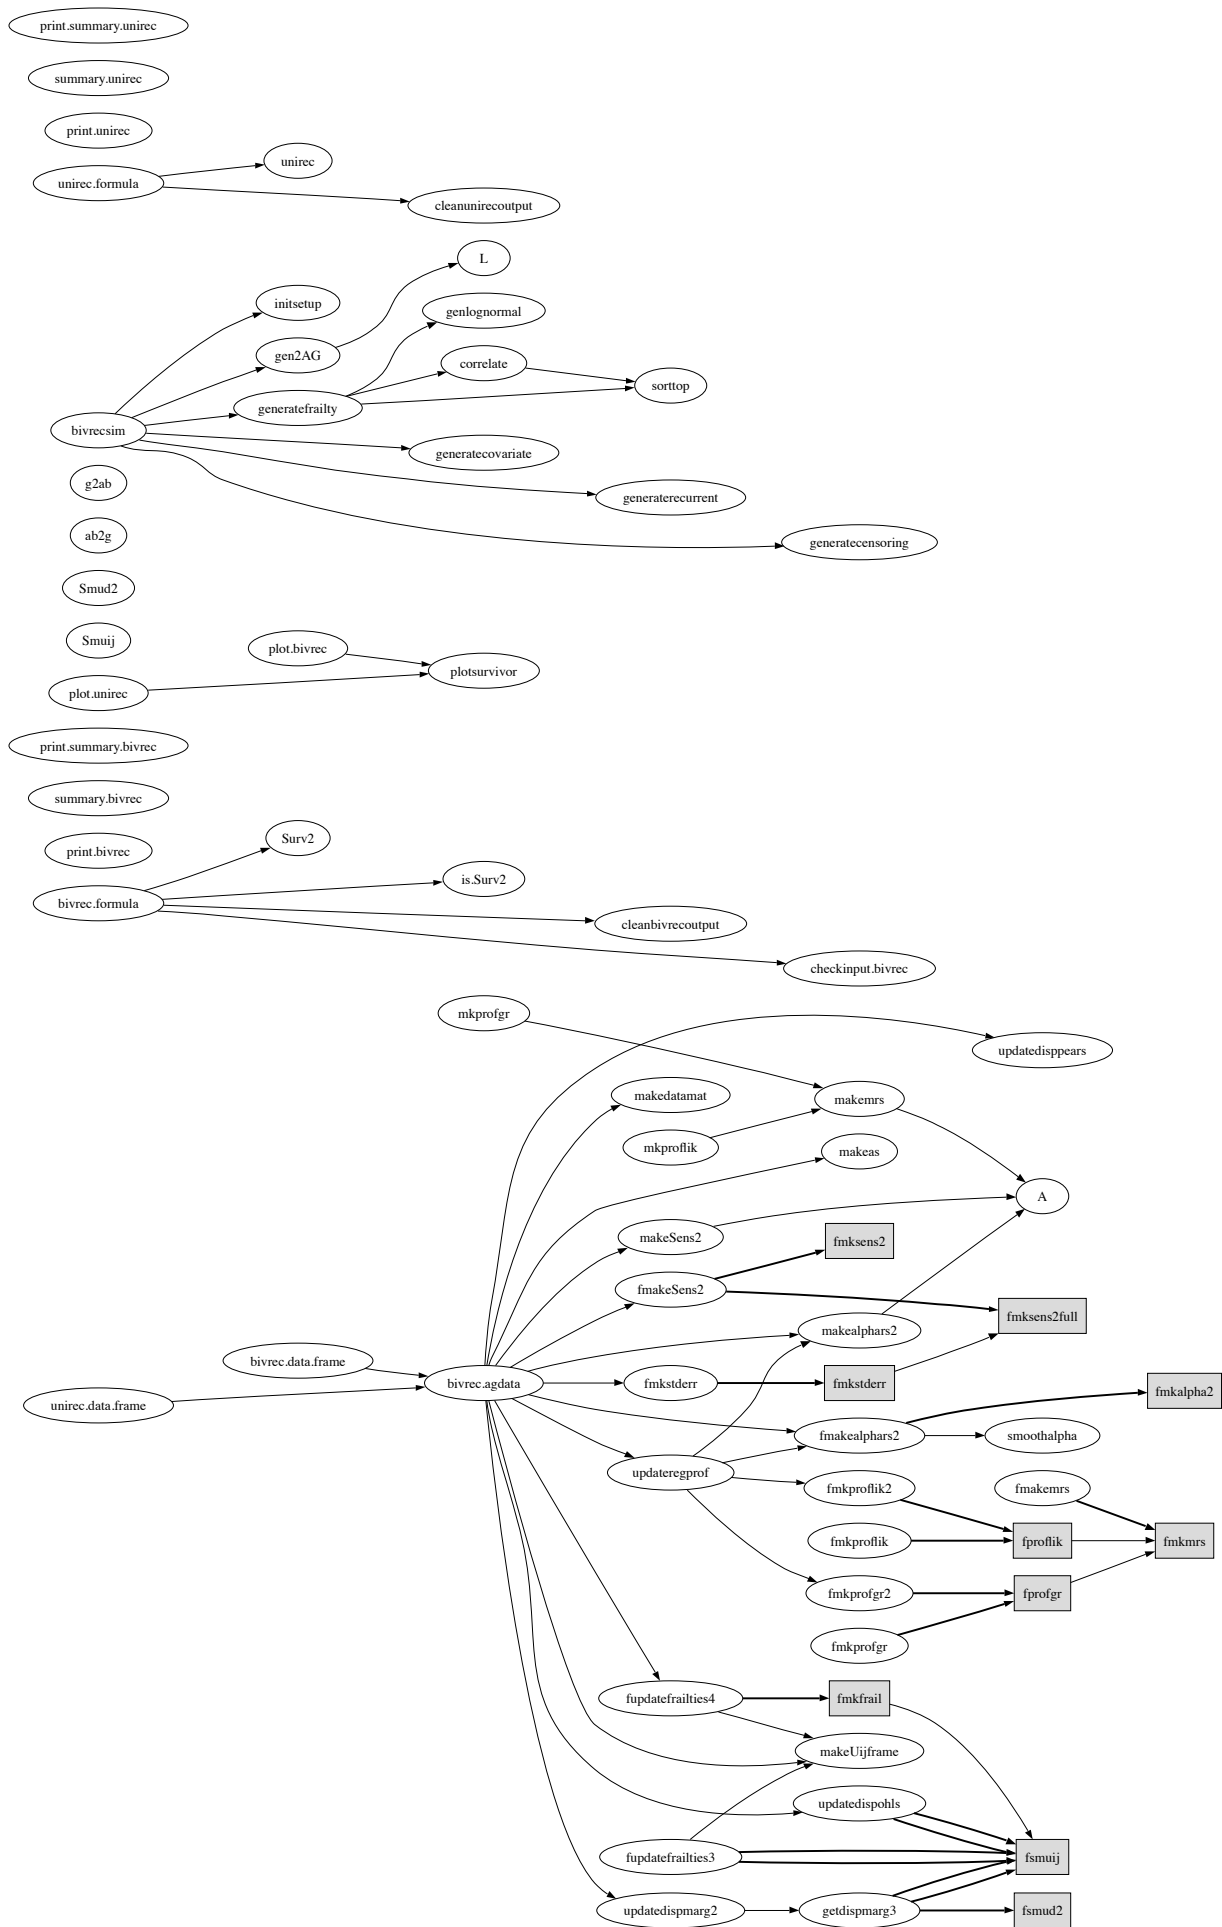 print.summary.unirec
summary.unirec
print.unirec
unirec
unirec.formula
cleanunirecoutput
L
initsetup
genlognormal
gen2AG
correlate
sorttop
generatefrailty
bivrecsim
generatecovariate
g2ab
generaterecurrent
ab2g
generatecensoring
Smud2
Smuij
plot.bivrec
plotsurvivor
plot.unirec
print.summary.bivrec
summary.bivrec
Surv2
print.bivrec
is.Surv2
bivrec.formula
cleanbivrecoutput
checkinput.bivrec
mkprofgr
updatedisppears
makedatamat
makemrs
mkproflik
makeas
A
makeSens2
fmksens2
fmakeSens2
fmksens2full
makealphars2
bivrec.data.frame
bivrec.agdata
fmkstderr
fmkstderr
fmkalpha2
unirec.data.frame
fmakealphars2
smoothalpha
updateregprof
fmkproflik2
fmakemrs
fmkproflik
fproflik
fmkmrs
fmkprofgr2
fprofgr
fmkprofgr
fupdatefrailties4
fmkfrail
makeUijframe
updatedispohls
fupdatefrailties3
fsmuij
updatedispmarg2
getdispmarg3
fsmud2